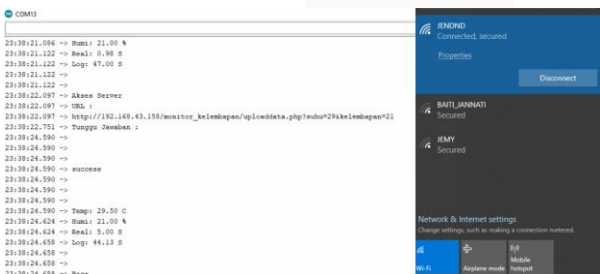 COM13
23:38:21.086 -> Humi: 21.00 %
23:38:21.122 -> Real: 0.98 S
23:38:21.122 -> Log: 47.00 S
23:38:21.122 ->
23:38:21.122 ->
23:38:22.097 -> Akses Server
23:38:22.097 -> URL :
23:38:22.097 -> http://192.168.43.158/monitor_kelembapan/uploaddata.php?suhu=29&kelembapan=21
23:38:22.751 -> Tunggu Jawaban :
23:38:24.590 ->
23:38:24.590 ->
23:38:24.590 ->
23:38:24.590 -> success
23:38:24.590 ->
23:38:24.590 ->
23:38:24.590 -> Temp: 29.50 C
23:38:24.624 -> Humi: 21.00 %
23:38:24.624 -> Real: 5.00 S
23:38:24.658 -> Log: 44.13 S
23:38:24.658 ->
23:38:24.658 ->
JENDND
Connected, secured
Properties
Disconnect
BAITI_JANNATI
Secured
JEMY
Secured
Network & Internet settings
Change settings, such as making a connection metered.
Wi-Fi
Airplane mode
Mobile
hotspot